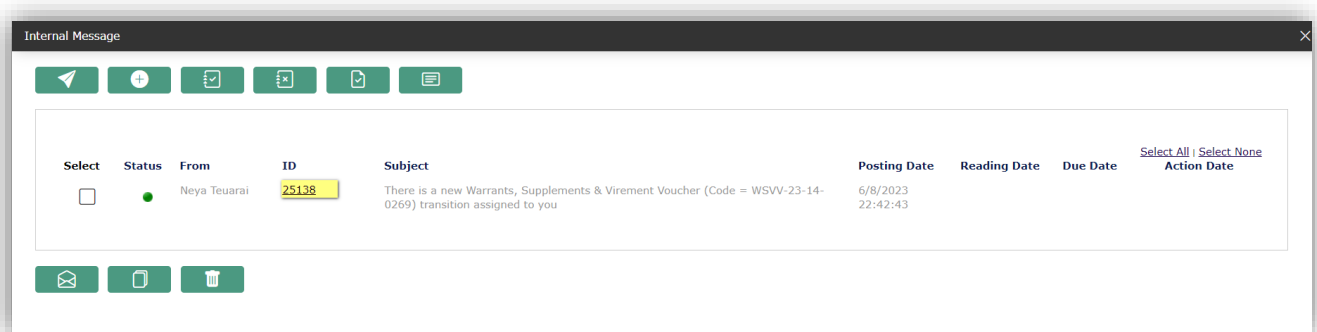 Internal Message
Select All | Select None
Select Status From ID Subject Posting Date Reading Date Due Date Action Date
Neya Teuarai 25138 There is a new Warrants, Supplements & Virement Voucher (Code = WSVV-23-14- 6/8/2023
0269) transition assigned to you 22:42:43